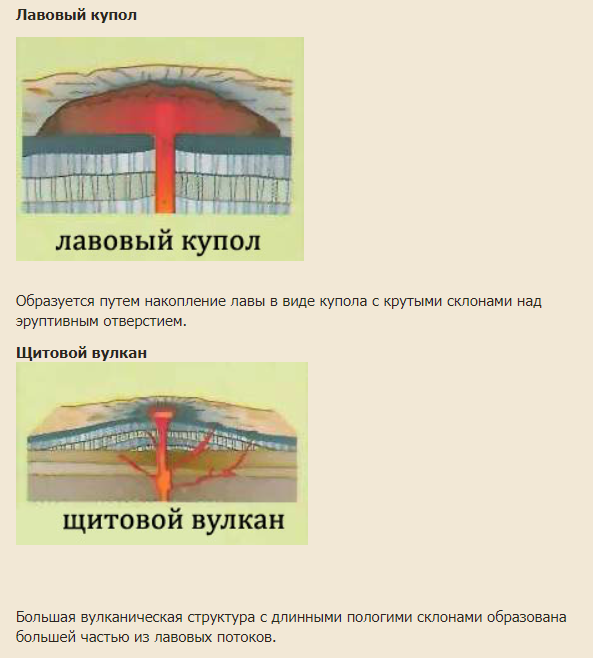 Лавовый купол
лавовый купол
Образуется путем накопление лавы в виде купола с крутыми склонами над
эруптивным отверстием.
Щитовой вулкан
щитовой вулкан
Большая вулканическая структура с длинными пологими склонами образована
большей частью из лавовых потоков.